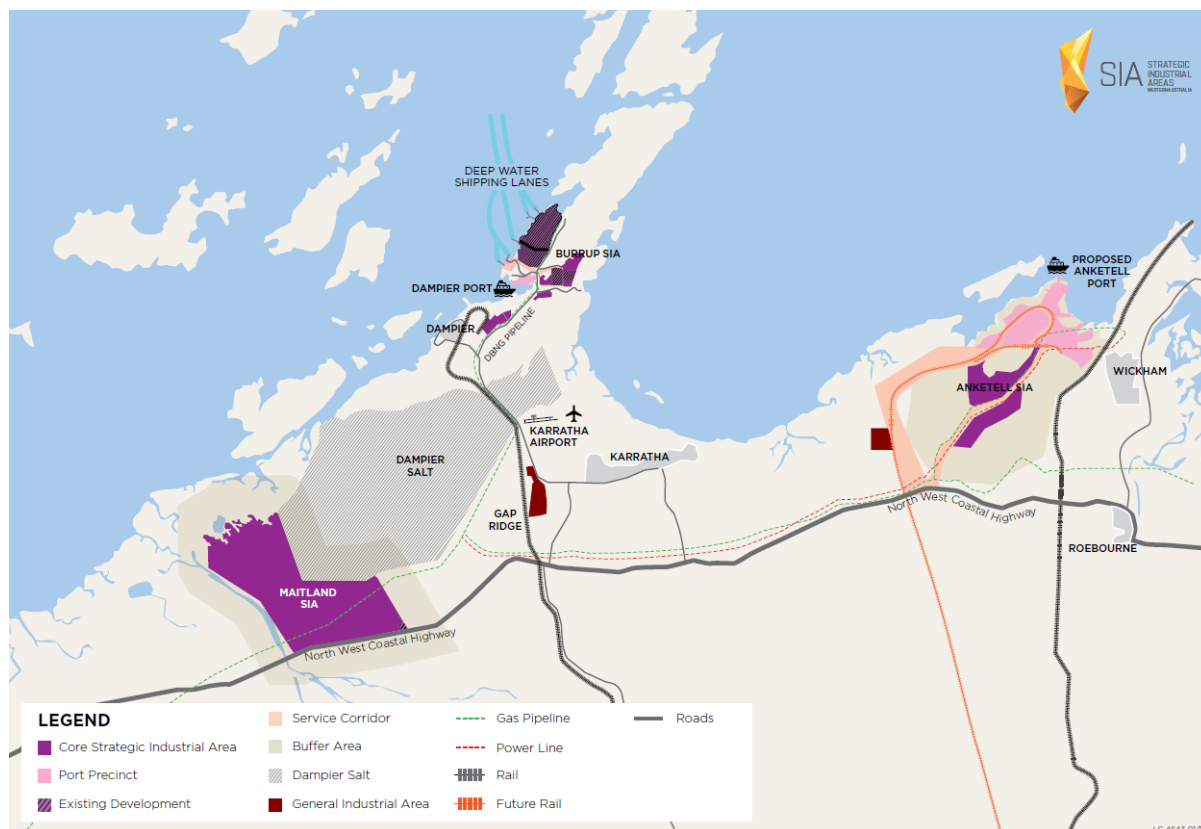 SIA
STRATEGIC
INDUSTRIAL
AREAS
WESTERN AUSTRALIA
DEEP WATER
SHIPPING LANES
BURRUP SIA
DAMPIER PORT
DAMPIER
DBNG PIPELINE
PROPOSED
ANKETELL
PORT
WICKHAM
ANKETELL SIA
KARRATHA
AIRPORT
KARRATHA
DAMPIER
SALT
GAP
RIDGE
North West Coastal Highway
ROEBOURNE
MAITLAND
SIA
North West Coastal Highway
LEGEND
Core Strategic Industrial Area
Port Precinct
Existing Development
Service Corridor
Buffer Area
Dampier Salt
General Industrial Area
Gas Pipeline
Power Line
Rail
Future Rail
Roads